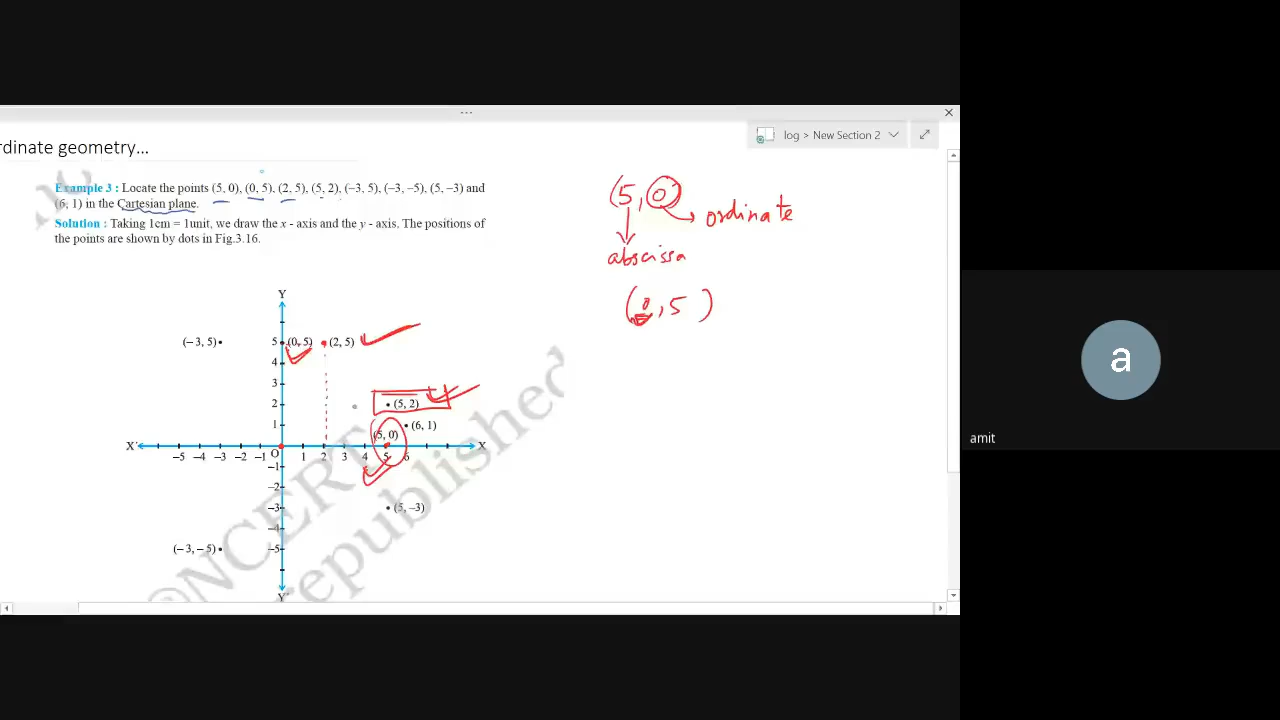 log > New Section 2
rdinate geometry...
Example 3 : Locate the points (5, 0), (0, 5), (2, 5), (5, 2), (–3, 5), (–3, –5), (5, –3) and
(6, 1) in the Cartesian plane.
Solution : Taking 1cm = 1unit, we draw the x - axis and the y - axis. The positions of
the points are shown by dots in Fig.3.16.
(5, 0)
ordinate
abscissa
(0, 5)
Y
(– 3, 5)
5
(0, 5)
(2, 5)
4
3
2
(5, 2)
1
(6, 1)
(5, 0)
X'
X
–5 –4 –3 –2 –1
O
1 2 3 4 5 6
–1
–2
–3
(5, –3)
–4
(– 3, – 5)
–5
Y'
©NCERT
republished
a
amit